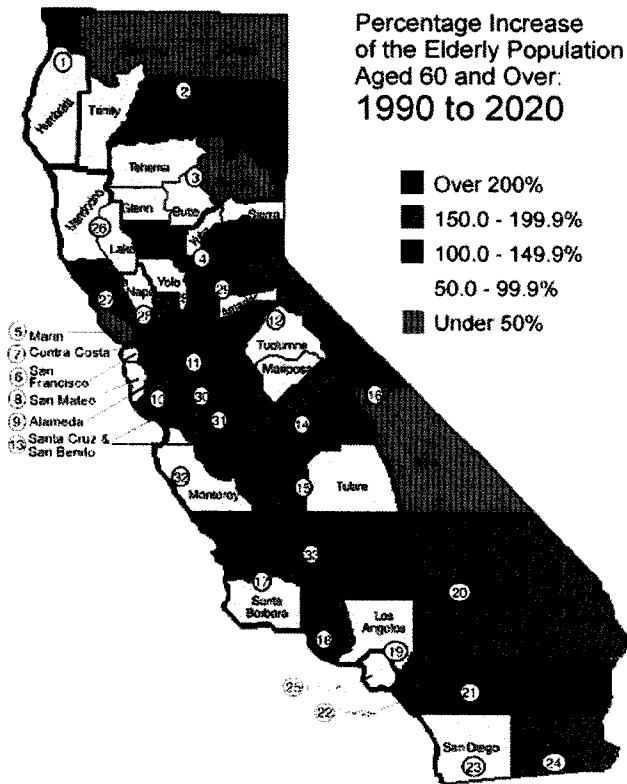 Percentage Increase
of the Elderly Population
Aged 60 and Over:
1990 to 2020
Over 200%
150.0 - 199.9%
100.0 - 149.9%
50.0 - 99.9%
Under 50%
1
2
Humboldt
Trinity
Tehama
3
Glenn
Butte
Sierra
Mendocino
26
Lake
Yuba
4
27
Napa
Yolo
28
29
Amador
12
Tuolumne
Mariposa
5 Marin
7 Contra Costa
6 San
Francisco
8 San Mateo
9 Alameda
13 Santa Cruz &
San Benito
11
10
30
31
14
16
32
Monterey
15
Tulare
33
17
Santa
Barbara
18
Los
Angeles
19
20
25
22
21
San Diego
23
24